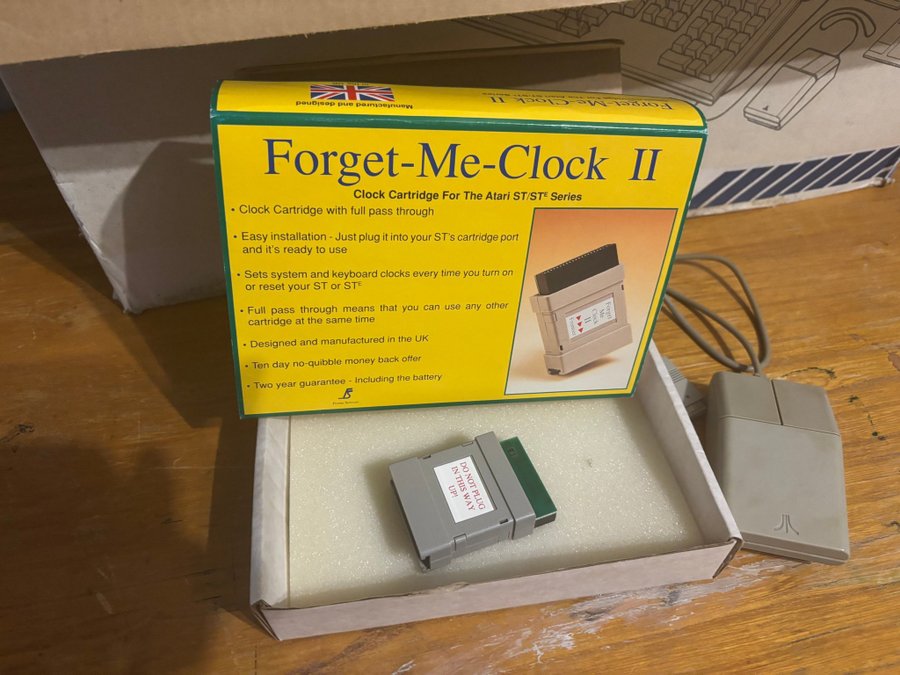 Manufactured and designed
Forget-Me-Clock II
Forget-Me-Clock II
Clock Cartridge For The Atari ST/STE Series
• Clock Cartridge with full pass through
• Easy installation - Just plug it into your ST's cartridge port
and it's ready to use
• Sets system and keyboard clocks every time you turn on
or reset your ST or STE
• Full pass through means that you can use any other
cartridge at the same time
• Designed and manufactured in the UK
• Ten day no-quibble money back offer
• Two year guarantee - Including the battery
Forget
Me-
Clock
II
DO NOT PLUG
IN THIS WAY
UP!